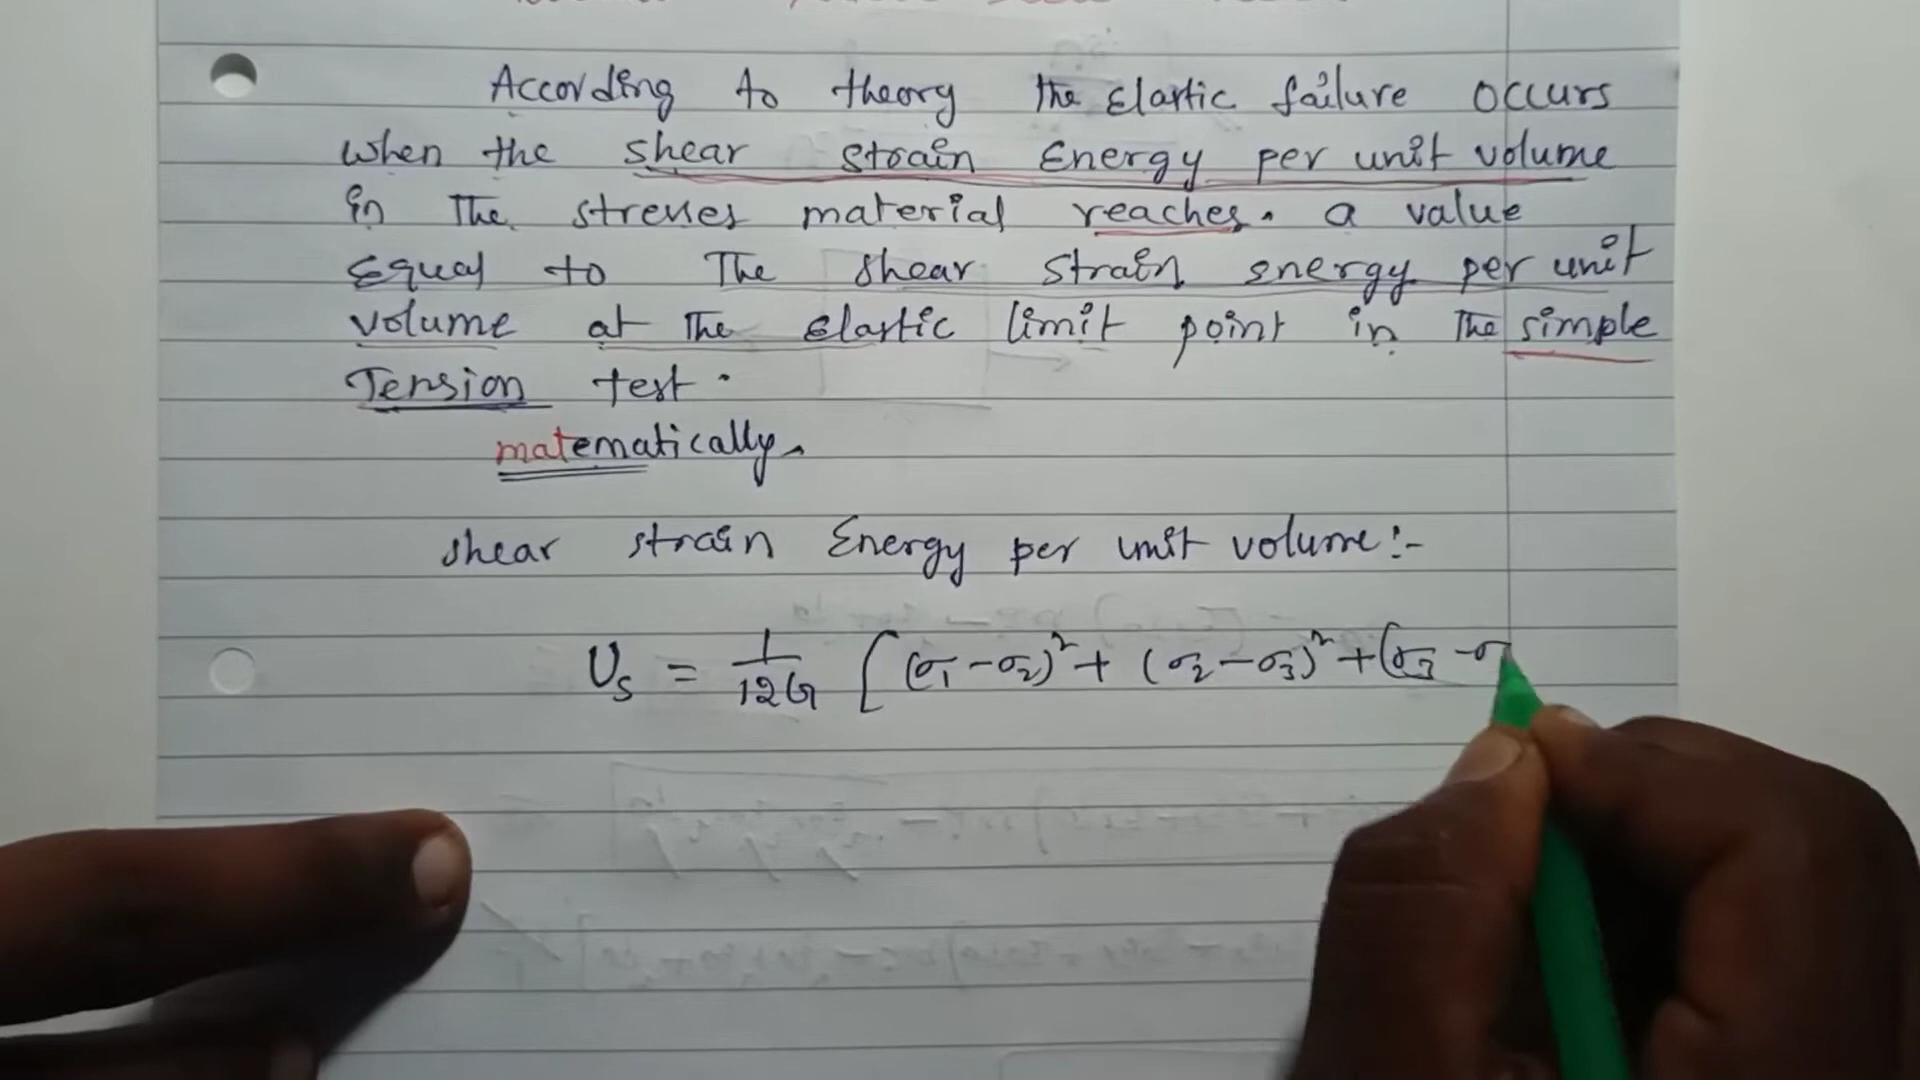 According to theory the Elastic failure occurs
when the shear strain Energy per unit volume
in The stresses material reaches. a value
Equal to The shear strain energy per unit
volume at The Elastic limit point in The simple
Tension test.
matematically.
shear strain Energy per unit volume:-
Us = 1/12G [(σ1-σ2)²+ (σ2-σ3)²+(σ3-σ